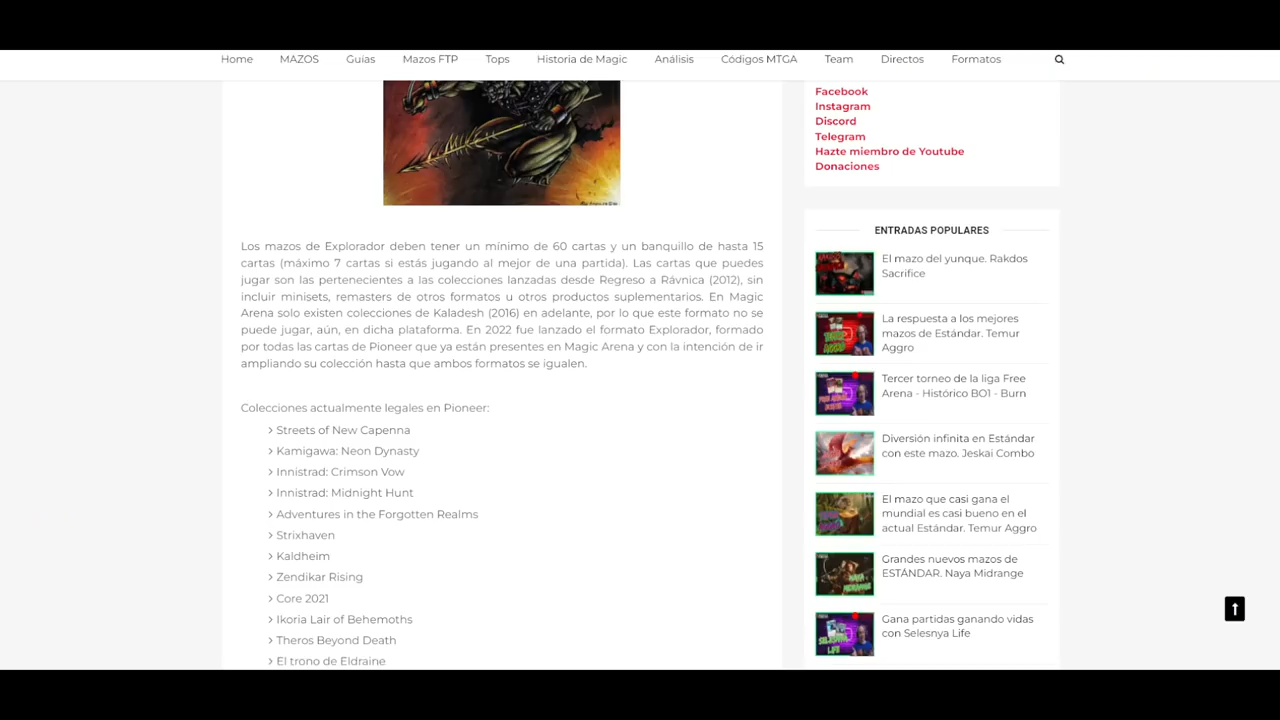 Home MAZOS Guías Mazos FTP Tops Historia de Magic Análisis Códigos MTGA Team Directos Formatos
Los mazos de Explorador deben tener un mínimo de 60 cartas y un banquillo de hasta 15
cartas (máximo 7 cartas si estás jugando al mejor de una partida). Las cartas que puedes
jugar son las pertenecientes a las colecciones lanzadas desde Regreso a Rávnica (2012), sin
incluir minisets, remasters de otros formatos u otros productos suplementarios. En Magic
Arena solo existen colecciones de Kaladesh (2016) en adelante, por lo que este formato no se
puede jugar, aún, en dicha plataforma. En 2022 fue lanzado el formato Explorador, formado
por todas las cartas de Pioneer que ya están presentes en Magic Arena y con la intención de ir
ampliando su colección hasta que ambos formatos se igualen.
Colecciones actualmente legales en Pioneer:
Streets of New Capenna
Kamigawa: Neon Dynasty
Innistrad: Crimson Vow
Innistrad: Midnight Hunt
Adventures in the Forgotten Realms
Strixhaven
Kaldheim
Zendikar Rising
Core 2021
Ikoria Lair of Behemoths
Theros Beyond Death
El trono de Eldraine
Facebook
Instagram
Discord
Telegram
Hazte miembro de Youtube
Donaciones
ENTRADAS POPULARES
El mazo del yunque. Rakdos
Sacrifice
La respuesta a los mejores
mazos de Estándar. Temur
Aggro
Tercer torneo de la liga Free
Arena - Histórico BO1 - Burn
Diversión infinita en Estándar
con este mazo. Jeskai Combo
El mazo que casi gana el
mundial es casi bueno en el
actual Estándar. Temur Aggro
Grandes nuevos mazos de
ESTÁNDAR. Naya Midrange
Gana partidas ganando vidas
con Selesnya Life